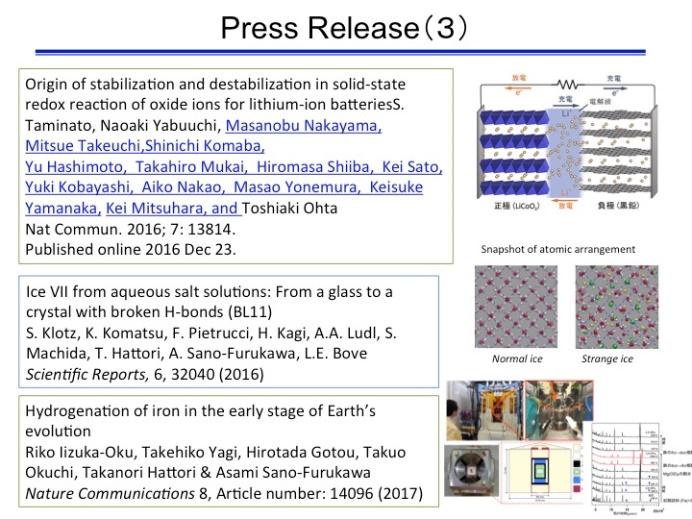 Press Release(3)
Origin of stabilization and destabilization in solid-state
redox reaction of oxide ions for lithium-ion batteriesS.
Taminato, Naoaki Yabuuchi, Masanobu Nakayama,
Mitsue Takeuchi,Shinichi Komaba,
Yu Hashimoto, Takahiro Mukai, Hiromasa Shiiba, Kei Sato,
Yuki Kobayashi, Aiko Nakao, Masao Yonemura, Keisuke
Yamanaka, Kei Mitsuhara, and Toshiaki Ohta
Nat Commun. 2016; 7: 13814.
Published online 2016 Dec 23.
放電
充電
e⁻
e⁻
充電
電解液
Li⁺
Li⁺
正極 (LiCoO₂)
放電
負極 (黒鉛)
Snapshot of atomic arrangement
Normal ice
Strange ice
Ice VII from aqueous salt solutions: From a glass to a
crystal with broken H-bonds (BL11)
S. Klotz, K. Komatsu, F. Pietrucci, H. Kagi, A.A. Ludl, S.
Machida, T. Hattori, A. Sano-Furukawa, L.E. Bove
Scientific Reports, 6, 32040 (2016)
Hydrogenation of iron in the early stage of Earth's
evolution
Riko Iizuka-Oku, Takehiko Yagi, Hirotada Gotou, Takuo
Okuchi, Takanori Hattori & Asami Sano-Furukawa
Nature Communications 8, Article number: 14096 (2017)